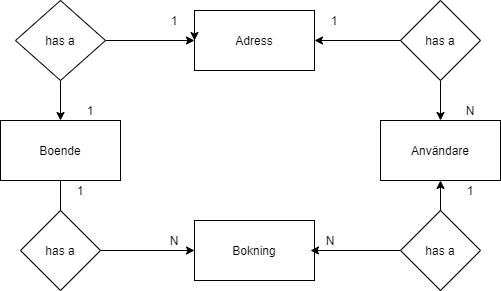 1
1
has a
Adress
has a
1
N
Boende
Användare
1
1
N
N
has a
Bokning
has a